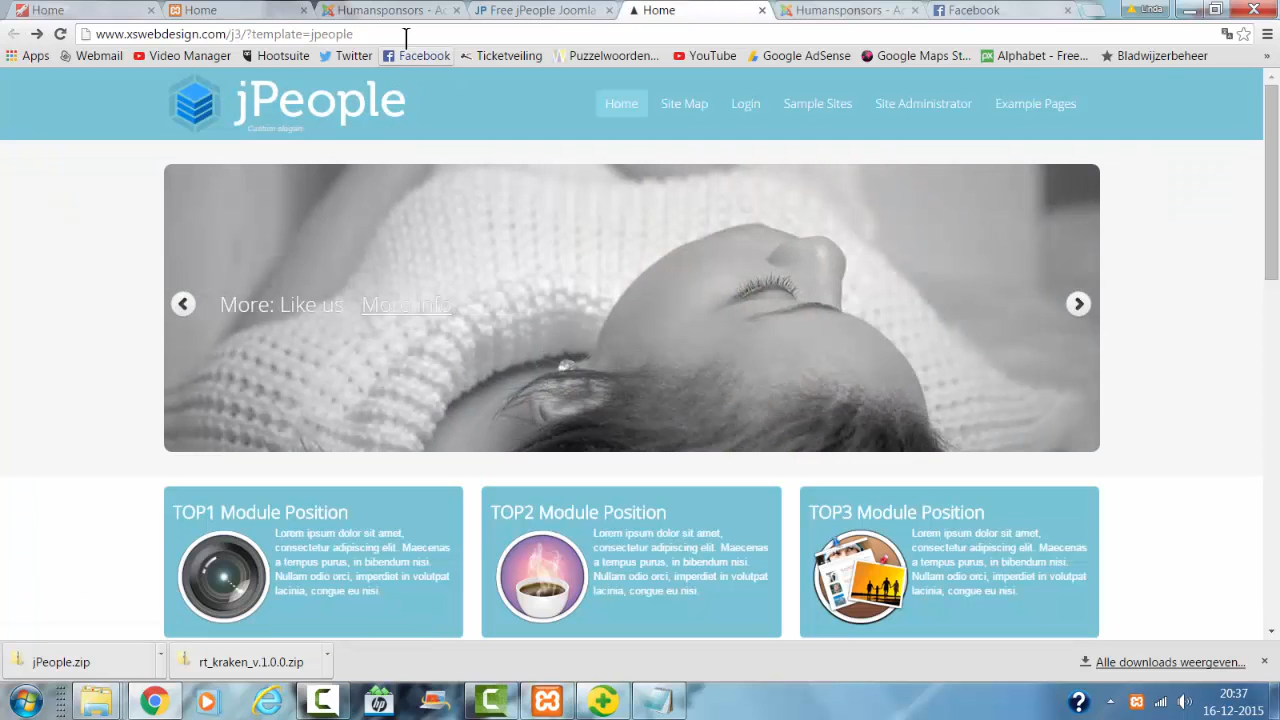 Home
Home
Humansponsors - Ac
JP Free jPeople Joomla
Home
Humansponsors - Ac
Facebook
Linda
www.xswebdesign.com/j3/?template=jpeople
Apps
Webmail
Video Manager
Hootsuite
Twitter
Facebook
Ticketveiling
Puzzelwoorden...
YouTube
Google AdSense
Google Maps St...
Alphabet - Free...
Bladwijzerbeheer
»
jPeople
Custom slogan
Home
Site Map
Login
Sample Sites
Site Administrator
Example Pages
More: Like us More info
TOP1 Module Position
Lorem ipsum dolor sit amet,
consectetur adipiscing elit. Maecenas
a tempus purus, in bibendum nisi.
Nullam odio orci, imperdiet in volutpat
lacinia, congue eu nisi.
TOP2 Module Position
Lorem ipsum dolor sit amet,
consectetur adipiscing elit. Maecenas
a tempus purus, in bibendum nisi.
Nullam odio orci, imperdiet in volutpat
lacinia, congue eu nisi.
TOP3 Module Position
Lorem ipsum dolor sit amet,
consectetur adipiscing elit. Maecenas
a tempus purus, in bibendum nisi.
Nullam odio orci, imperdiet in volutpat
lacinia, congue eu nisi.
jPeople.zip
rt_kraken_v.1.0.0.zip
Alle downloads weergeven...
20:37
16-12-2015